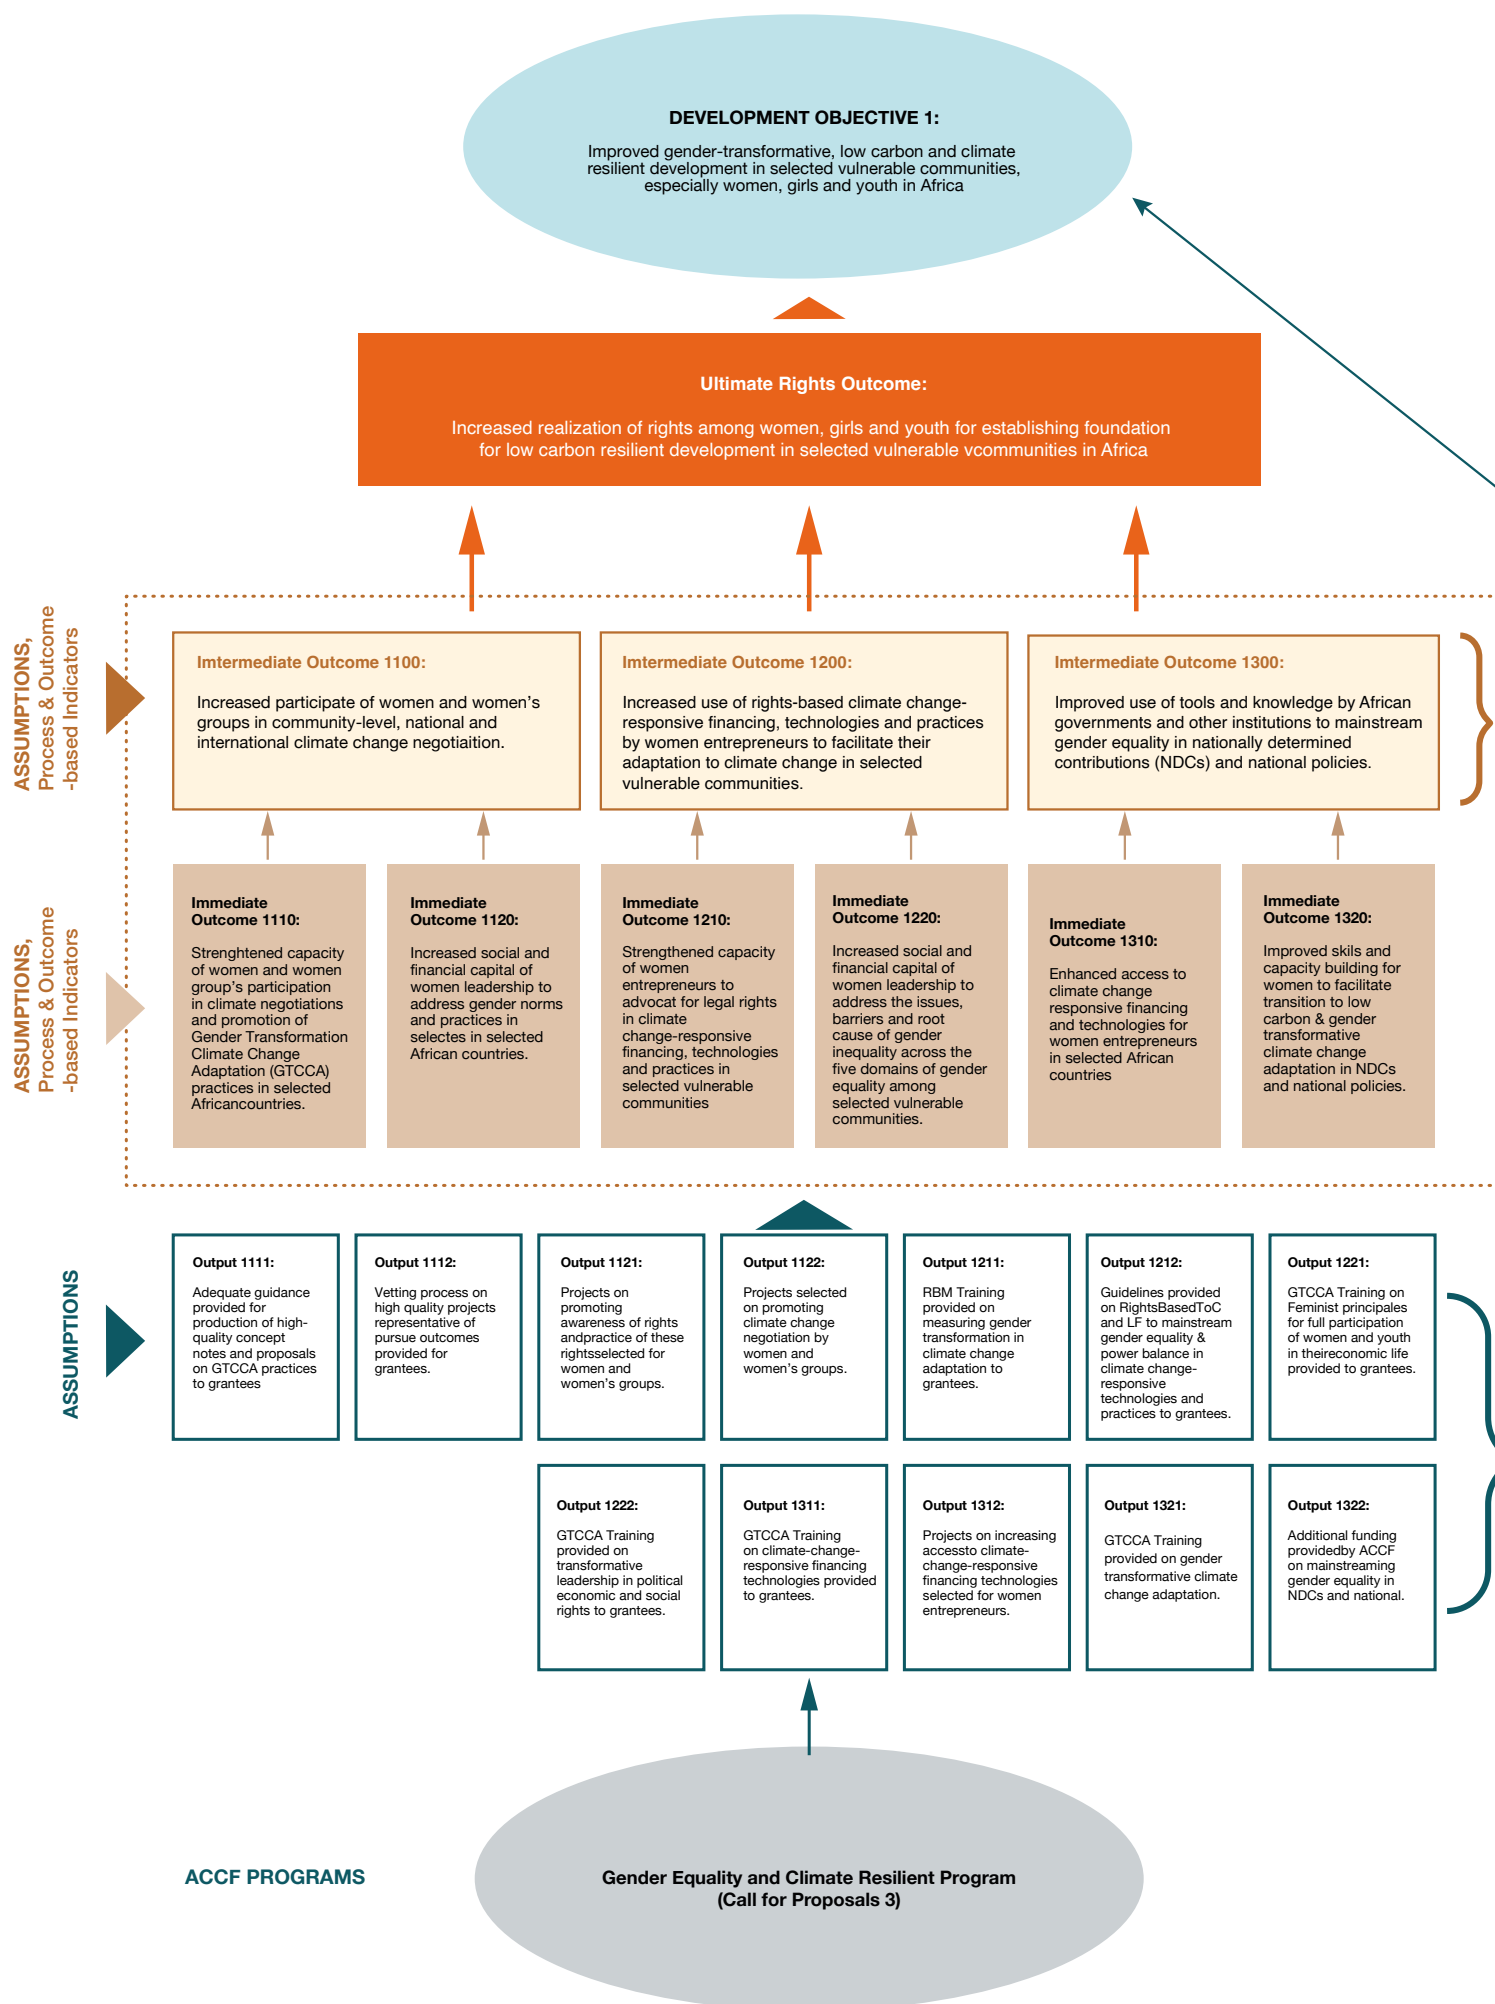 DEVELOPMENT OBJECTIVE 1:
Improved gender-transformative, low carbon and climate
resilient development in selected vulnerable communities,
especially women, girls and youth in Africa
Ultimate Rights Outcome:
Increased realization of rights among women, girls and youth for establishing foundation
for low carbon resilient development in selected vulnerable vcommunities in Africa
ASSUMPTIONS,
Process & Outcome
-based Indicators
Imtermediate Outcome 1100:
Increased participate of women and women's
groups in community-level, national and
international climate change negotiaition.
Imtermediate Outcome 1200:
Increased use of rights-based climate change-
responsive financing, technologies and practices
by women entrepreneurs to facilitate their
adaptation to climate change in selected
vulnerable communities.
Imtermediate Outcome 1300:
Improved use of tools and knowledge by African
governments and other institutions to mainstream
gender equality in nationally determined
contributions (NDCs) and national policies.
ASSUMPTIONS,
Process & Outcome
-based Indicators
Immediate
Outcome 1110:
Strenghtened capacity
of women and women
group's participation
in climate negotiations
and promotion of
Gender Transformation
Climate Change
Adaptation (GTCCA)
practices in selected
Africancountries.
Immediate
Outcome 1120:
Increased social and
financial capital of
women leadership to
address gender norms
and practices in
selectes in selected
African countries.
Immediate
Outcome 1210:
Strengthened capacity
of women
entrepreneurs to
advocat for legal rights
in climate
change-responsive
financing, technologies
and practices in
selected vulnerable
communities
Immediate
Outcome 1220:
Increased social and
financial capital of
women leadership to
address the issues,
barriers and root
cause of gender
inequality across the
five domains of gender
equality among
selected vulnerable
communities.
Immediate
Outcome 1310:
Enhanced access to
climate change
responsive financing
and technologies for
women entrepreneurs
in selected African
countries
Immediate
Outcome 1320:
Improved skils and
capacity building for
women to facilitate
transition to low
carbon & gender
transformative
climate change
adaptation in NDCs
and national policies.
ASSUMPTIONS
Output 1111:
Adequate guidance
provided for
production of high-
quality concept
notes and proposals
on GTCCA practices
to grantees
Output 1112:
Vetting process on
high quality projects
representative of
pursue outcomes
provided for
grantees.
Output 1121:
Projects on
promoting
awareness of rights
andpractice of these
rightsselected for
women and
women's groups.
Output 1122:
Projects selected
on promoting
climate change
negotiation by
women and
women's groups.
Output 1211:
RBM Training
provided on
measuring gender
transformation in
climate change
adaptation to
grantees.
Output 1212:
Guidelines provided
on RightsBasedToC
and LF to mainstream
gender equality &
power balance in
climate change-
responsive
technologies and
practices to grantees.
Output 1221:
GTCCA Training on
Feminist principales
for full participation
of women and youth
in theireconomic life
provided to grantees.
Output 1222:
GTCCA Training
provided on
transformative
leadership in political
economic and social
rights to grantees.
Output 1311:
GTCCA Training
on climate-change-
responsive financing
technologies provided
to grantees.
Output 1312:
Projects on increasing
accessto climate-
change-responsive
financing technologies
selected for women
entrepreneurs.
Output 1321:
GTCCA Training
provided on gender
transformative climate
change adaptation.
Output 1322:
Additional funding
providedby ACCF
on mainstreaming
gender equality in
NDCs and national.
ACCF PROGRAMS
Gender Equality and Climate Resilient Program
(Call for Proposals 3)